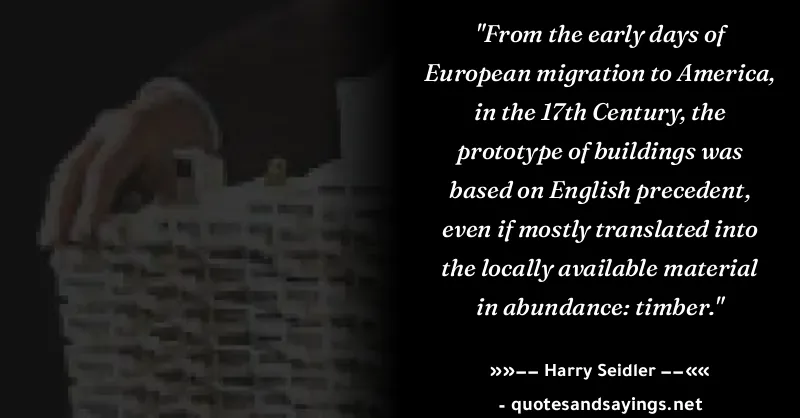 "From the early days of
European migration to America,
in the 17th Century, the
prototype of buildings was
based on English precedent,
even if mostly translated into
the locally available material
in abundance: timber."
»»–– Harry Seidler ––««
- quotesandsayings.net